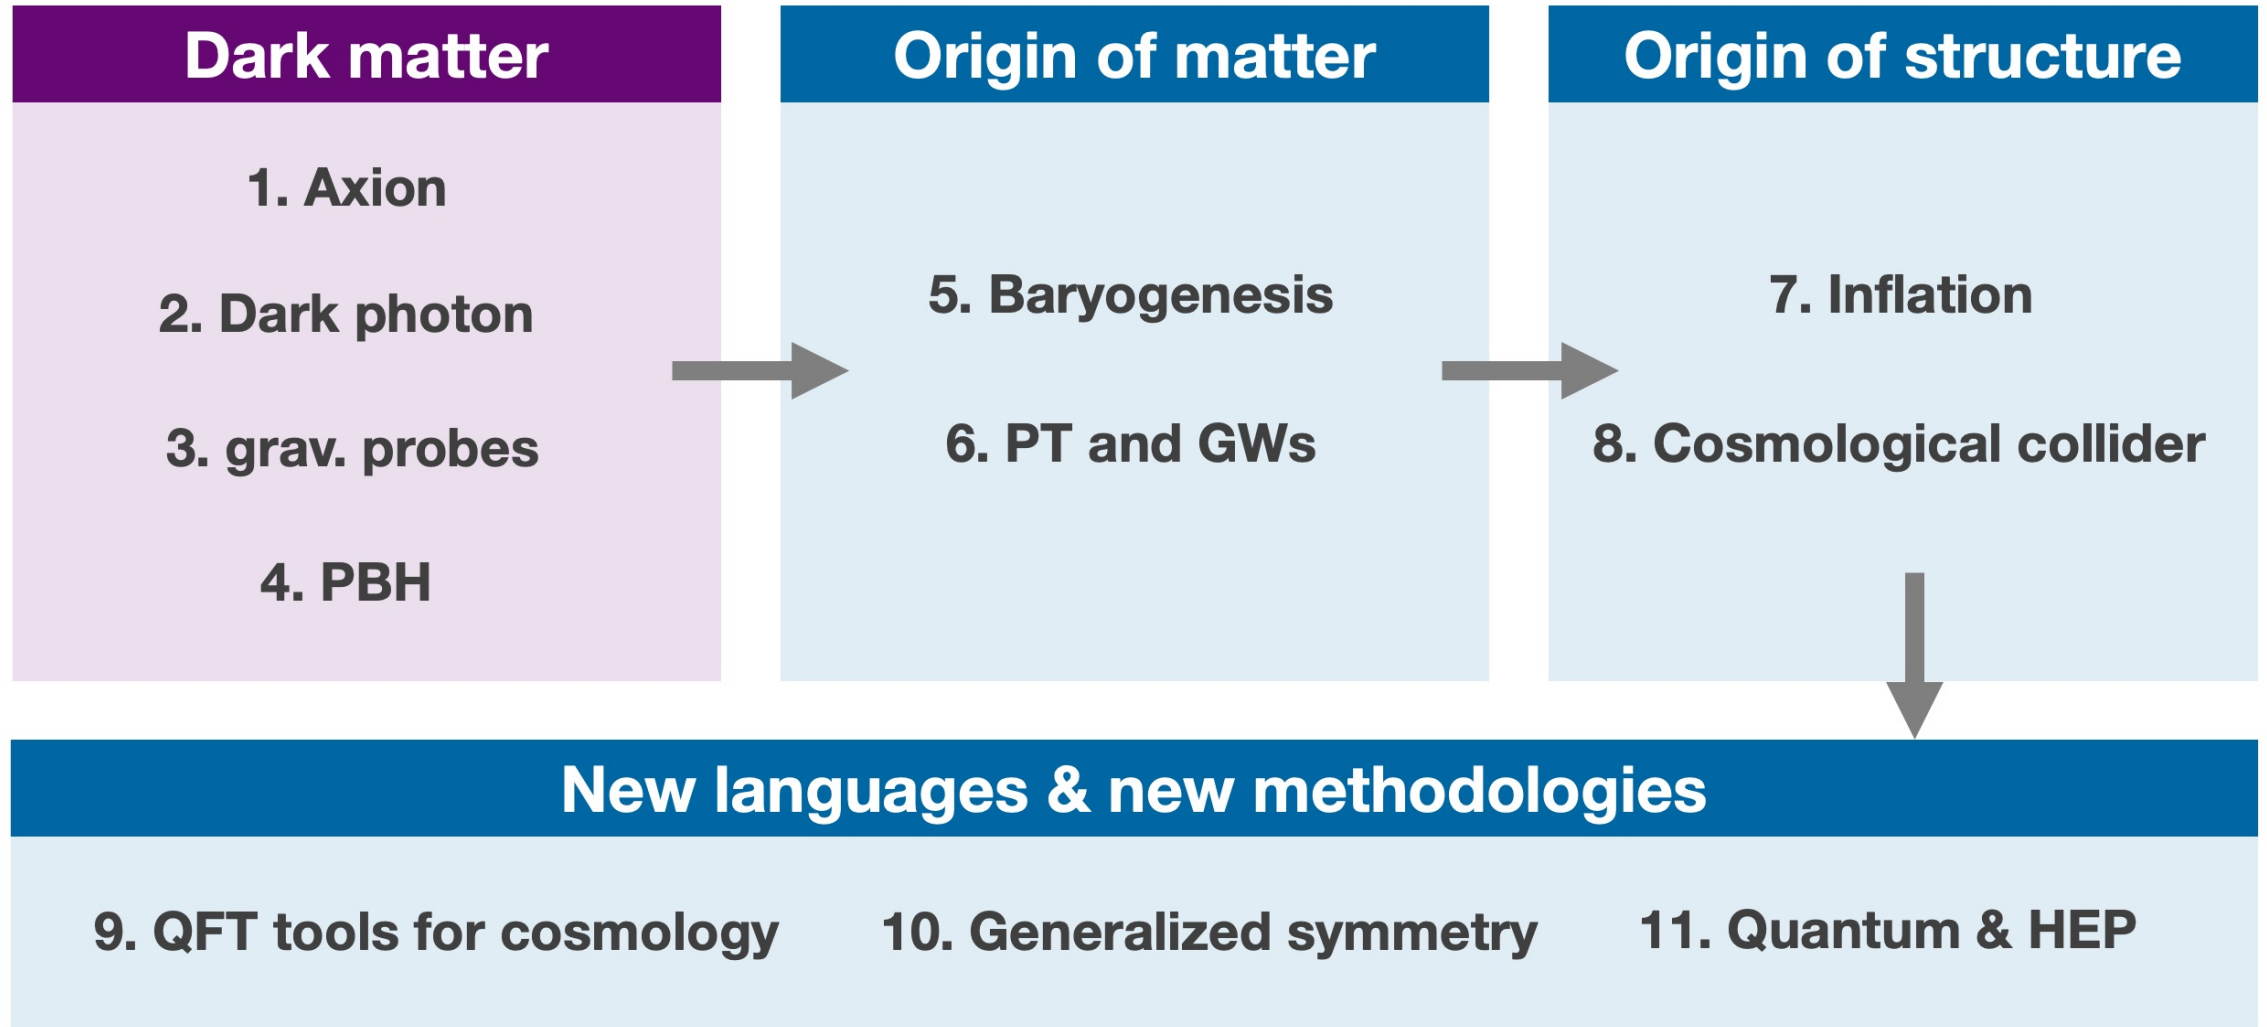 Dark matter
1. Axion
2. Dark photon
3. grav. probes
4. PBH
Origin of matter
5. Baryogenesis
6. PT and GWs
Origin of structure
7. Inflation
8. Cosmological collider
New languages & new methodologies
9. QFT tools for cosmology
10. Generalized symmetry
11. Quantum & HEP